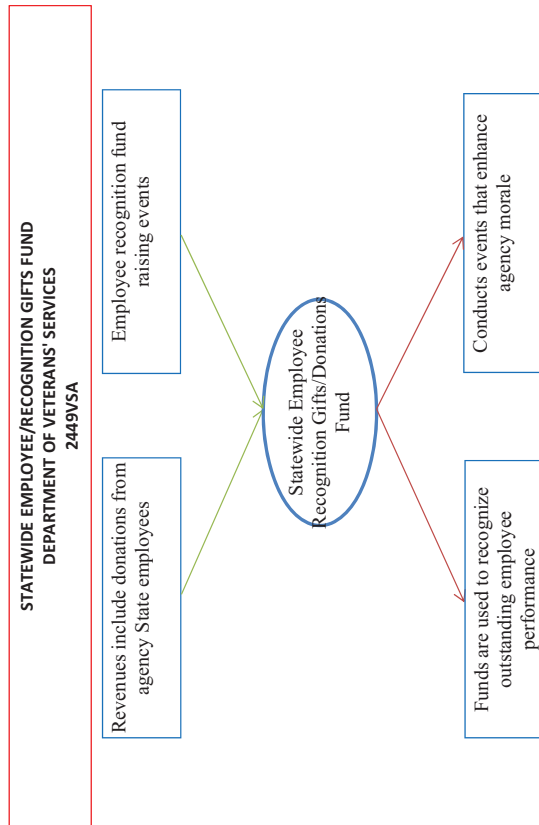 STATEWIDE EMPLOYEE/RECOGNITION GIFTS FUND
DEPARTMENT OF VETERANS' SERVICES
2449VSA
Revenues include donations from
agency State employees
Employee recognition fund
raising events
Statewide Employee
Recognition Gifts/Donations
Fund
Funds are used to recognize
outstanding employee
performance
Conducts events that enhance
agency morale